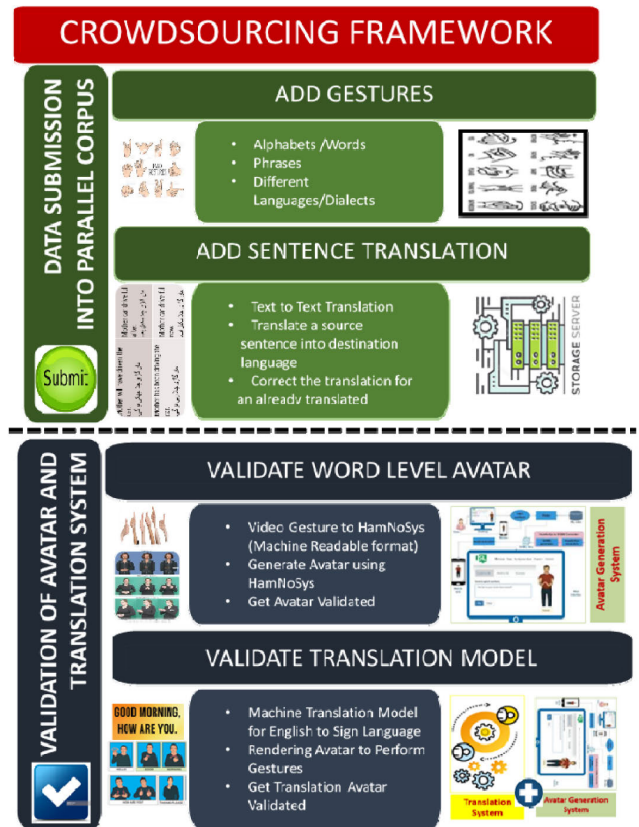 CROWDSOURCING FRAMEWORK
DATA SUBMISSION
INTO PARALLEL CORPUS
Submit
ADD GESTURES
• Alphabets /Words
• Phrases
• Different
Languages/Dialects
ADD SENTENCE TRANSLATION
• Text to Text Translation
• Translate a source
sentence into destination
language
• Correct the translation for
an already translated
STORAGE SERVER
VALIDATION OF AVATAR AND
TRANSLATION SYSTEM
VALIDATE WORD LEVEL AVATAR
• Video Gesture to HamNoSys
(Machine Readable format)
• Generate Avatar using
HamNoSys
• Get Avatar Validated
Avatar Generation
System
VALIDATE TRANSLATION MODEL
GOOD MORNING,
HOW ARE YOU.
• Machine Translation Model
for English to Sign Language
• Rendering Avatar to Perform
Gestures
• Get Translation Avatar
Validated
Translation
System
Avatar Generation
System